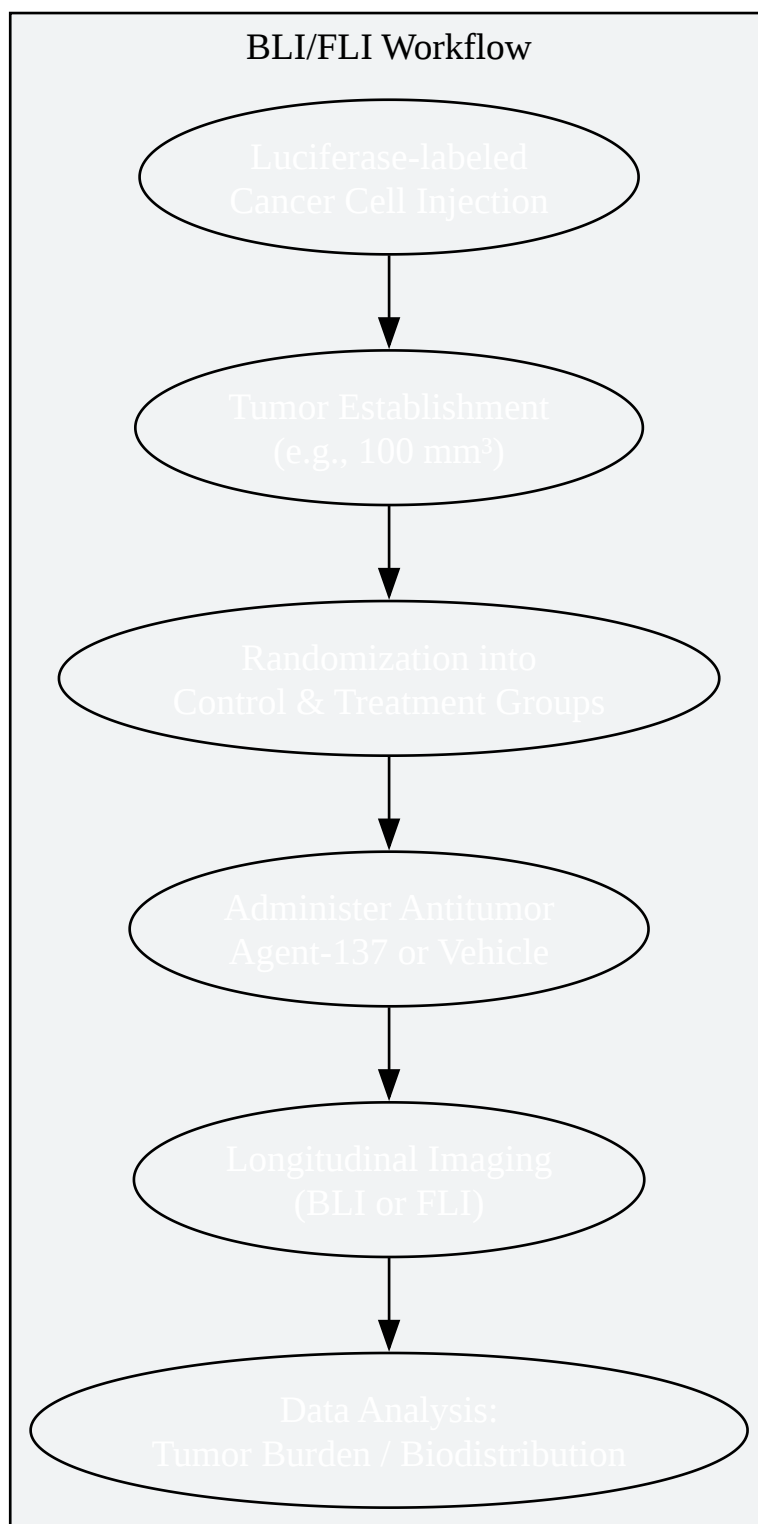 BLI/FLI Workflow
Luciferase-labeled
Cancer Cell Injection
Tumor Establishment
(e.g., 100 mm³)
Randomization into
Control & Treatment Groups
Administer Antitumor
Agent-137 or Vehicle
Longitudinal Imaging
(BLI or FLI)
Data Analysis:
Tumor Burden / Biodistribution